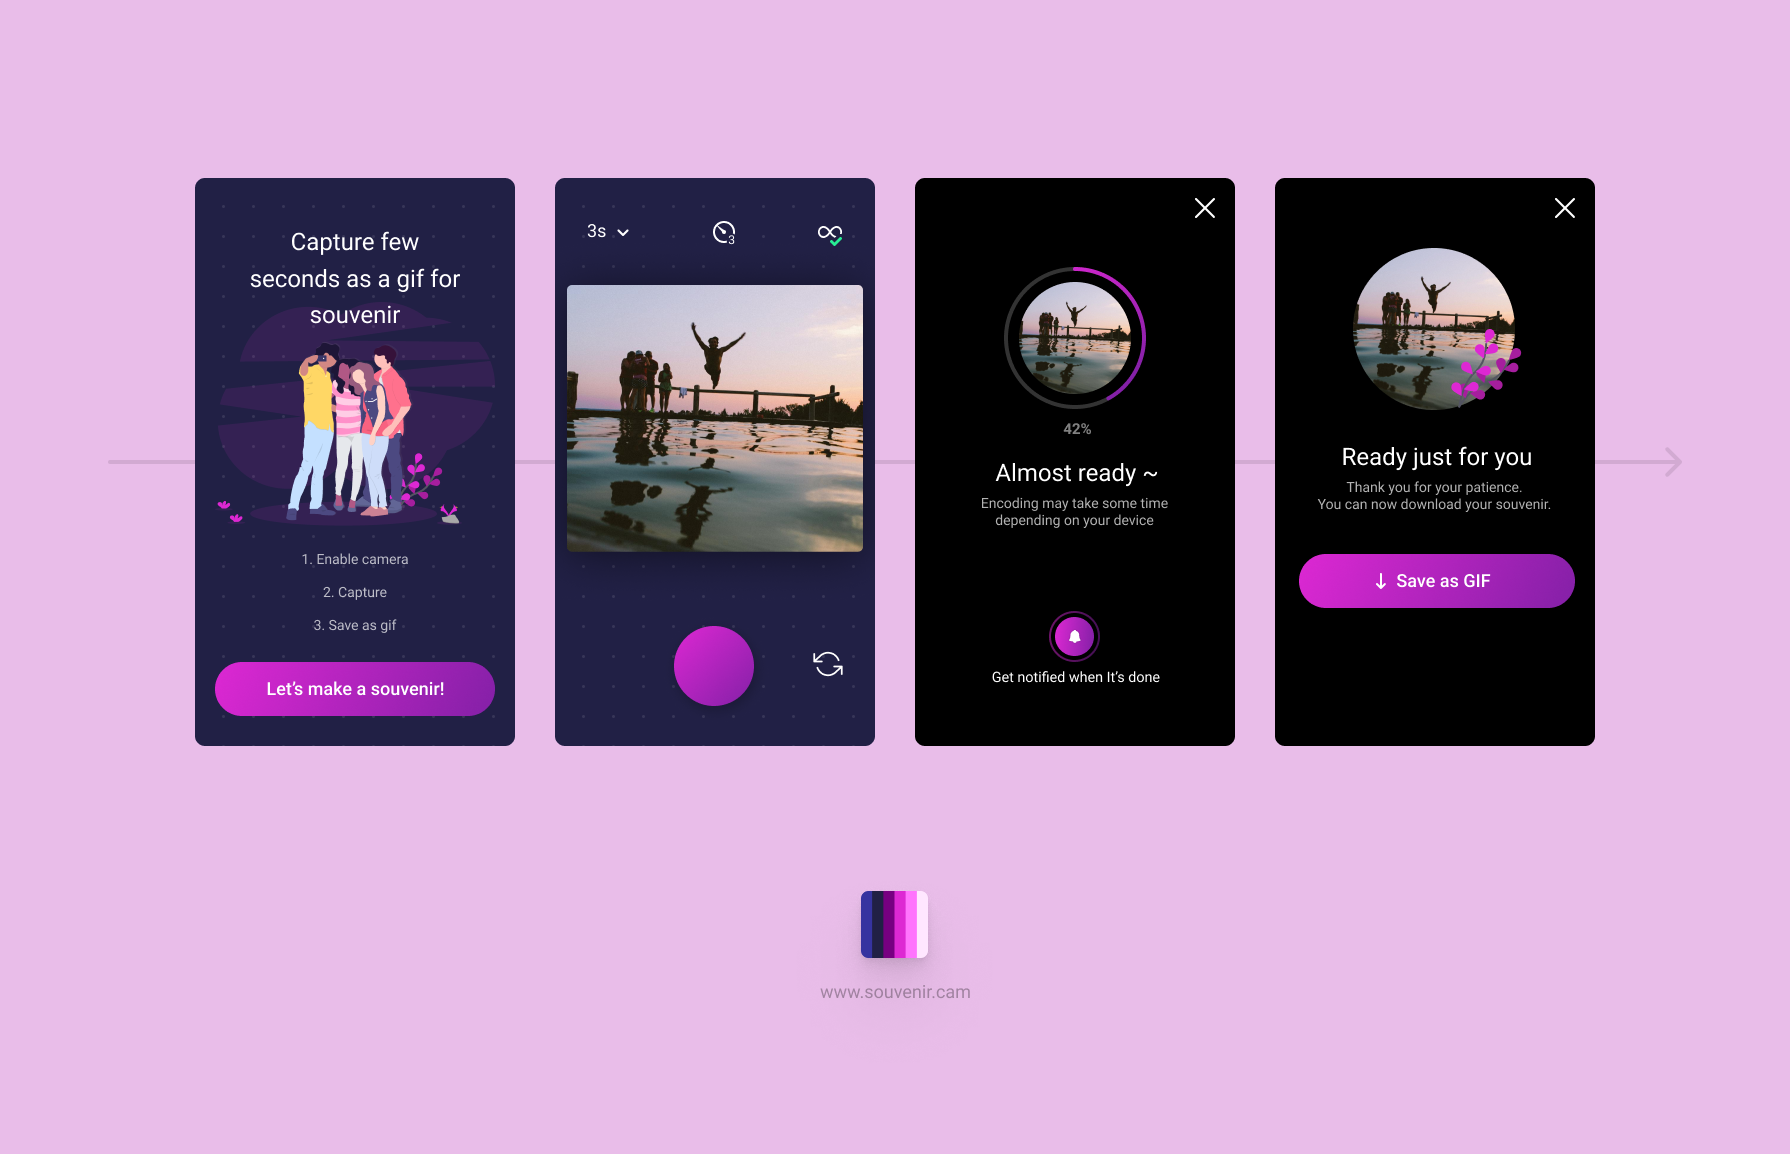 Capture few
seconds as a gif for
souvenir
1. Enable camera
2. Capture
3. Save as gif
Let's make a souvenir!
3s
3
42%
Almost ready ~
Encoding may take some time
depending on your device
Get notified when It's done
Ready just for you
Thank you for your patience.
You can now download your souvenir.
Save as GIF
www.souvenir.cam